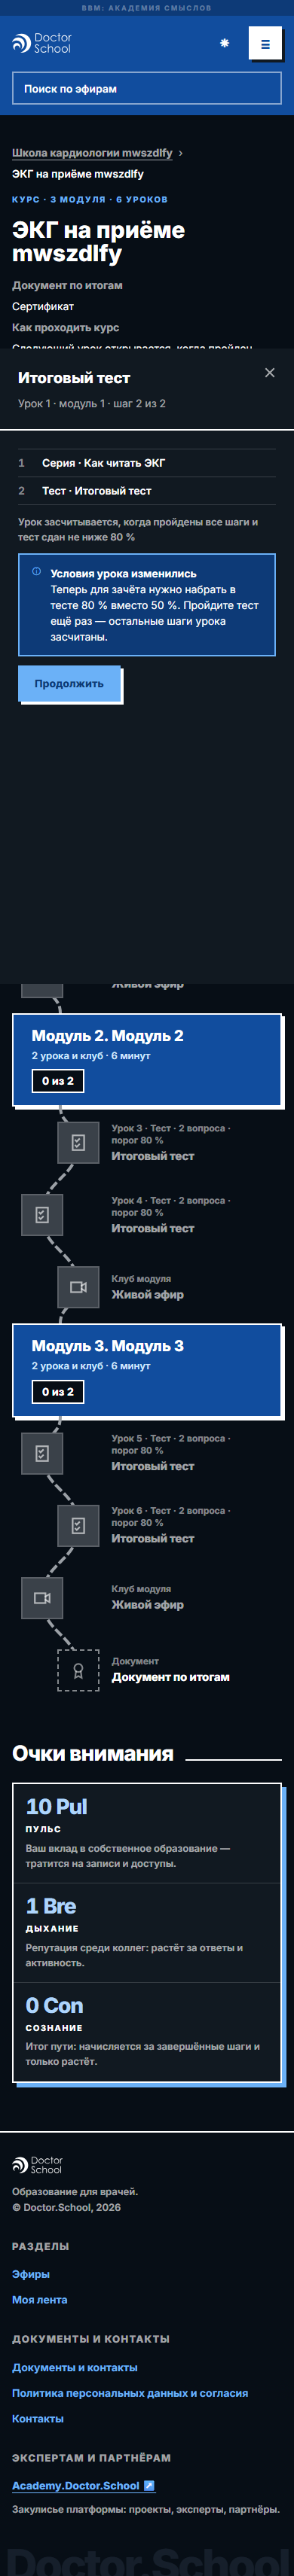 ВВМ: АКАДЕМИЯ СМЫСЛОВ
Doctor
School
Поиск по эфирам
Школа кардиологии mwszdlfy ›
ЭКГ на приёме mwszdlfy
КУРС · 3 МОДУЛЯ · 6 УРОКОВ
ЭКГ на приёме
mwszdlfy
Документ по итогам
Сертификат
Как проходить курс
Следующий урок открывается, когда пройден
Итоговый тест
Урок 1 · модуль 1 · шаг 2 из 2
1 Серия · Как читать ЭКГ
2 Тест · Итоговый тест
Урок засчитывается, когда пройдены все шаги и
тест сдан не ниже 80 %
Условия урока изменились
Теперь для зачёта нужно набрать в
тесте 80 % вместо 50 %. Пройдите тест
ещё раз — остальные шаги урока
засчитаны.
Продолжить
Живой эфир
Модуль 2. Модуль 2
2 урока и клуб · 6 минут
0 из 2
Урок 3 · Тест · 2 вопроса ·
порог 80 %
Итоговый тест
Урок 4 · Тест · 2 вопроса ·
порог 80 %
Итоговый тест
Клуб модуля
Живой эфир
Модуль 3. Модуль 3
2 урока и клуб · 6 минут
0 из 2
Урок 5 · Тест · 2 вопроса ·
порог 80 %
Итоговый тест
Урок 6 · Тест · 2 вопроса ·
порог 80 %
Итоговый тест
Клуб модуля
Живой эфир
Документ
Документ по итогам
Очки внимания
10 Pul
ПУЛЬС
Ваш вклад в собственное образование —
тратится на записи и доступы.
1 Bre
ДЫХАНИЕ
Репутация среди коллег: растёт за ответы и
активность.
0 Con
СОЗНАНИЕ
Итог пути: начисляется за завершённые шаги и
только растёт.
Doctor
School
Образование для врачей.
© Doctor.School, 2026
РАЗДЕЛЫ
Эфиры
Моя лента
ДОКУМЕНТЫ И КОНТАКТЫ
Документы и контакты
Политика персональных данных и согласия
Контакты
ЭКСПЕРТАМ И ПАРТНЁРАМ
Academy.Doctor.School
Закулисье платформы: проекты, эксперты, партнёры.
Doctor.School